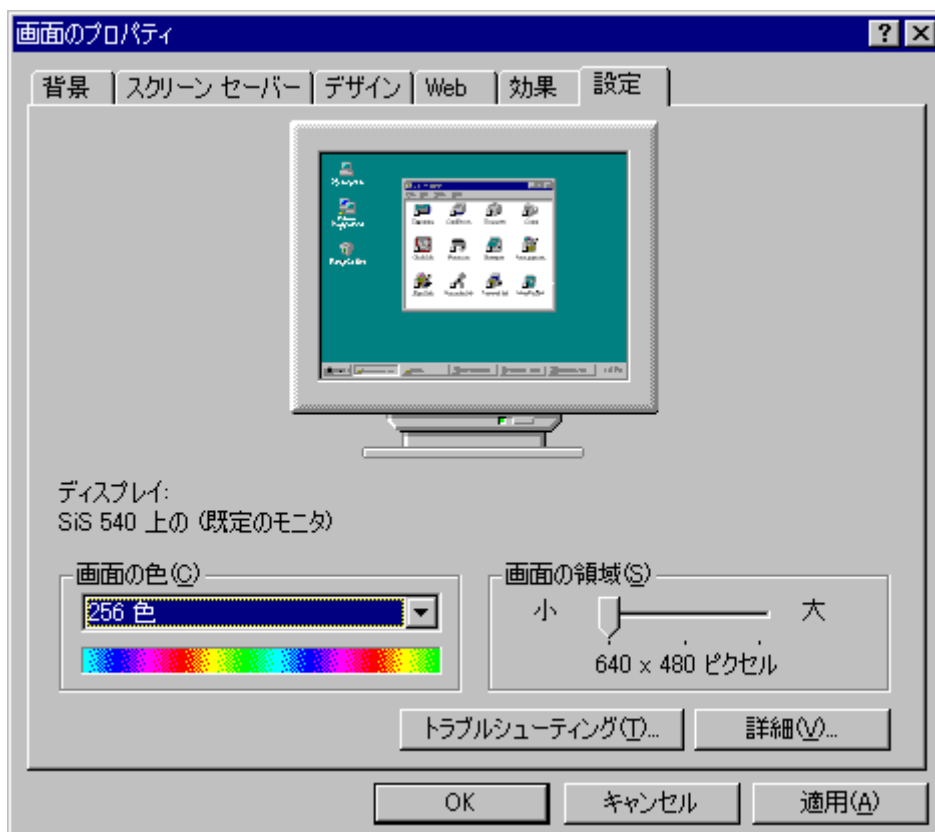 画面のプロパティ
背景 スクリーン セーバー デザイン Web 効果 設定
ディスプレイ:
SiS 540 上の (既定のモニタ)
画面の色(C)
256 色
画面の領域(S)
小 大
640 x 480 ピクセル
トラブルシューティング(T)... 詳細(V)...
OK キャンセル 適用(A)